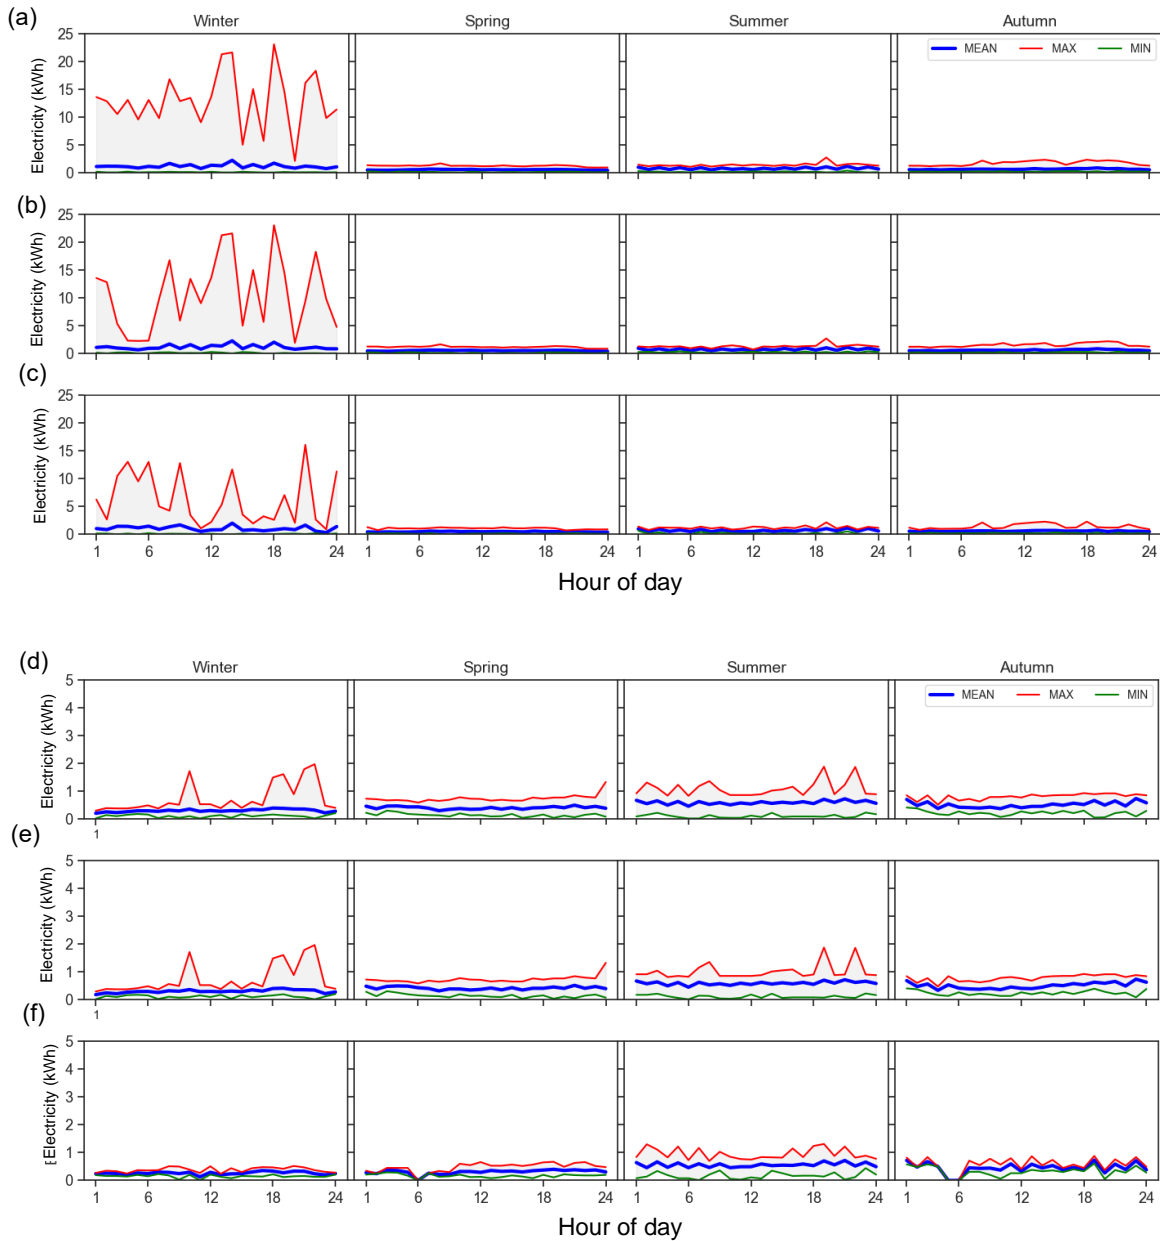 (a)
Winter Spring Summer Autumn
25
20
15
10
5
0
Electricity (kWh)
MEAN MAX MIN
(b)
25
20
15
10
5
0
Electricity (kWh)
(c)
25
20
15
10
5
0
Electricity (kWh)
1 6 12 18 24 1 6 12 18 24 1 6 12 18 24 1 6 12 18 24
Hour of day
(d)
Winter Spring Summer Autumn
5
4
3
2
1
0
Electricity (kWh)
MEAN MAX MIN
1
(e)
5
4
3
2
1
0
Electricity (kWh)
1
(f)
5
4
3
2
1
0
Electricity (kWh)
1 6 12 18 24 1 6 12 18 24 1 6 12 18 24 1 6 12 18 24
Hour of day